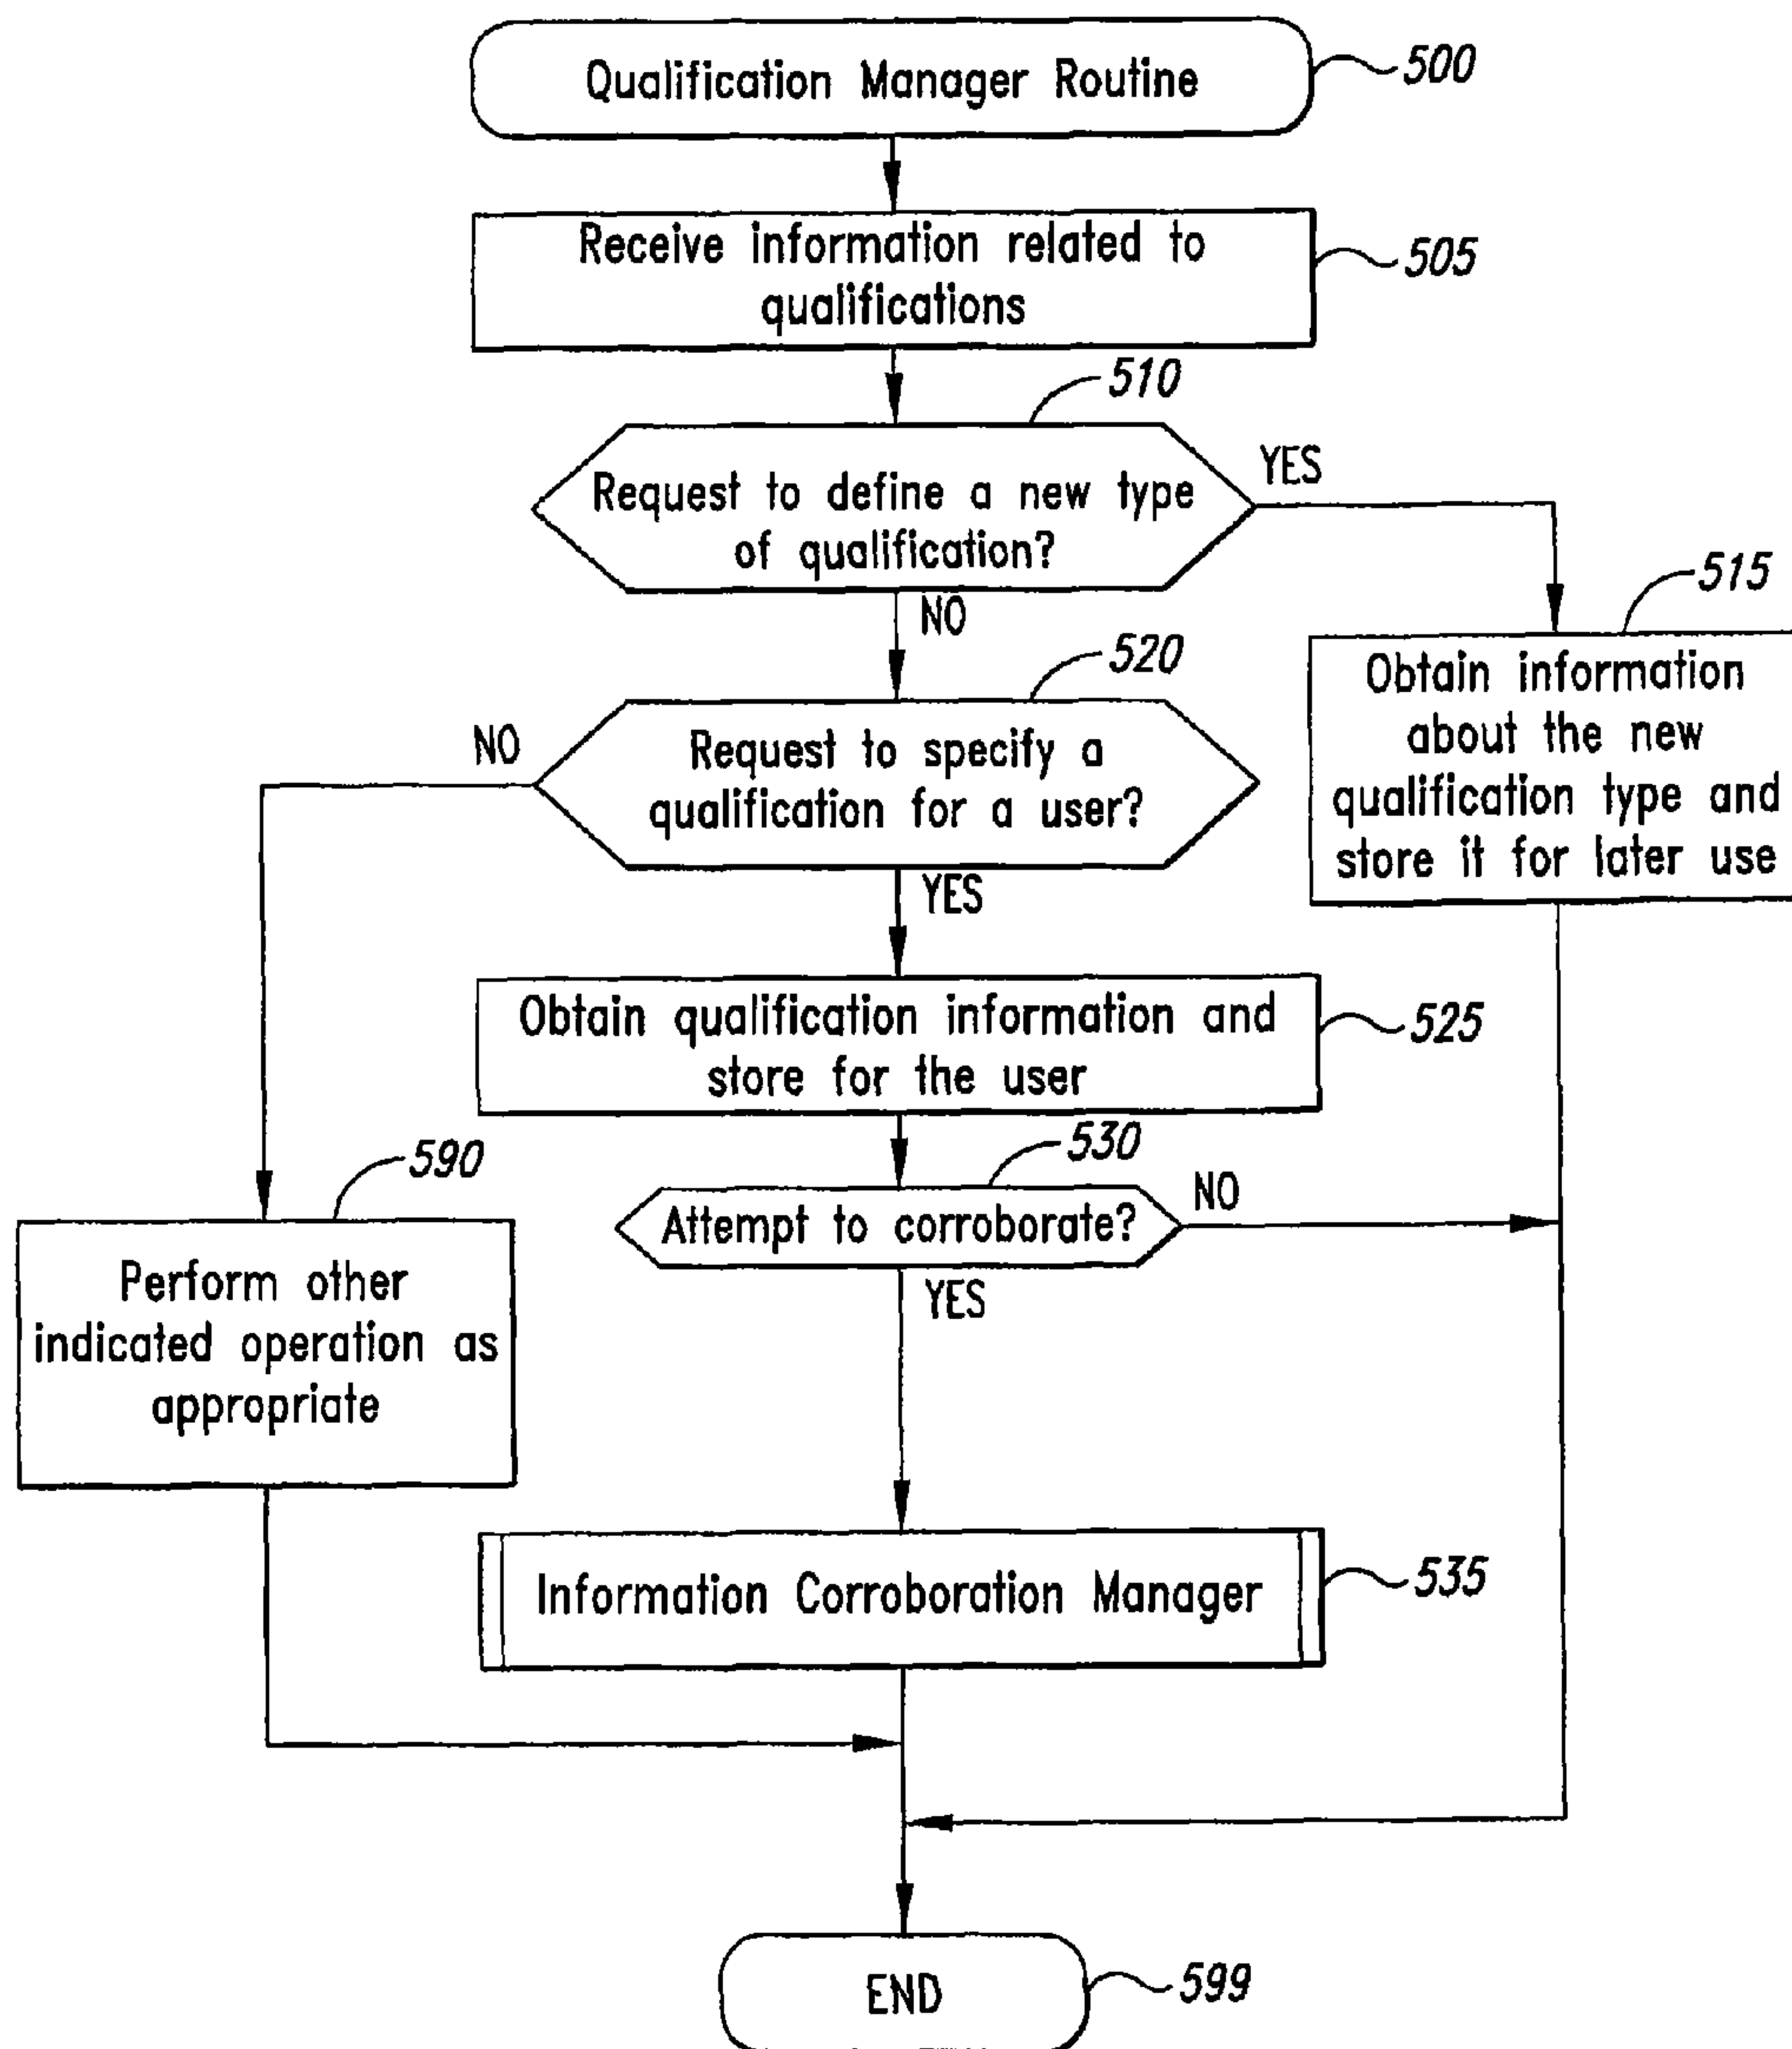 Qualification Manager Routine
500
Receive information related to
qualifications
505
510
Request to define a new type
of qualification?
YES
NO
515
Obtain information
about the new
qualification type and
store it for later use
520
Request to specify a
qualification for a user?
NO
YES
Obtain qualification information and
store for the user
525
530
Attempt to corroborate?
NO
YES
590
Perform other
indicated operation as
appropriate
Information Corroboration Manager
535
END
599